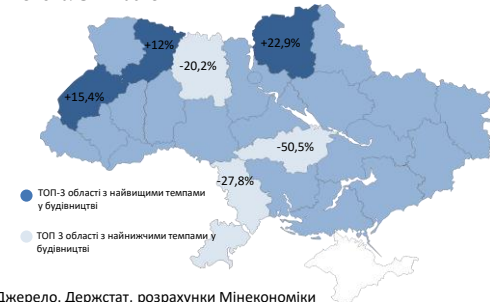 +12%
+22,9%
-20,2%
+15,4%
-50,5%
-27,8%
ТОП-3 області з найвищими темпами
у будівництві
ТОП 3 області з найнижчими темпами у
будівництві
Джерело. Держстат, розрахунки Мінекономіки